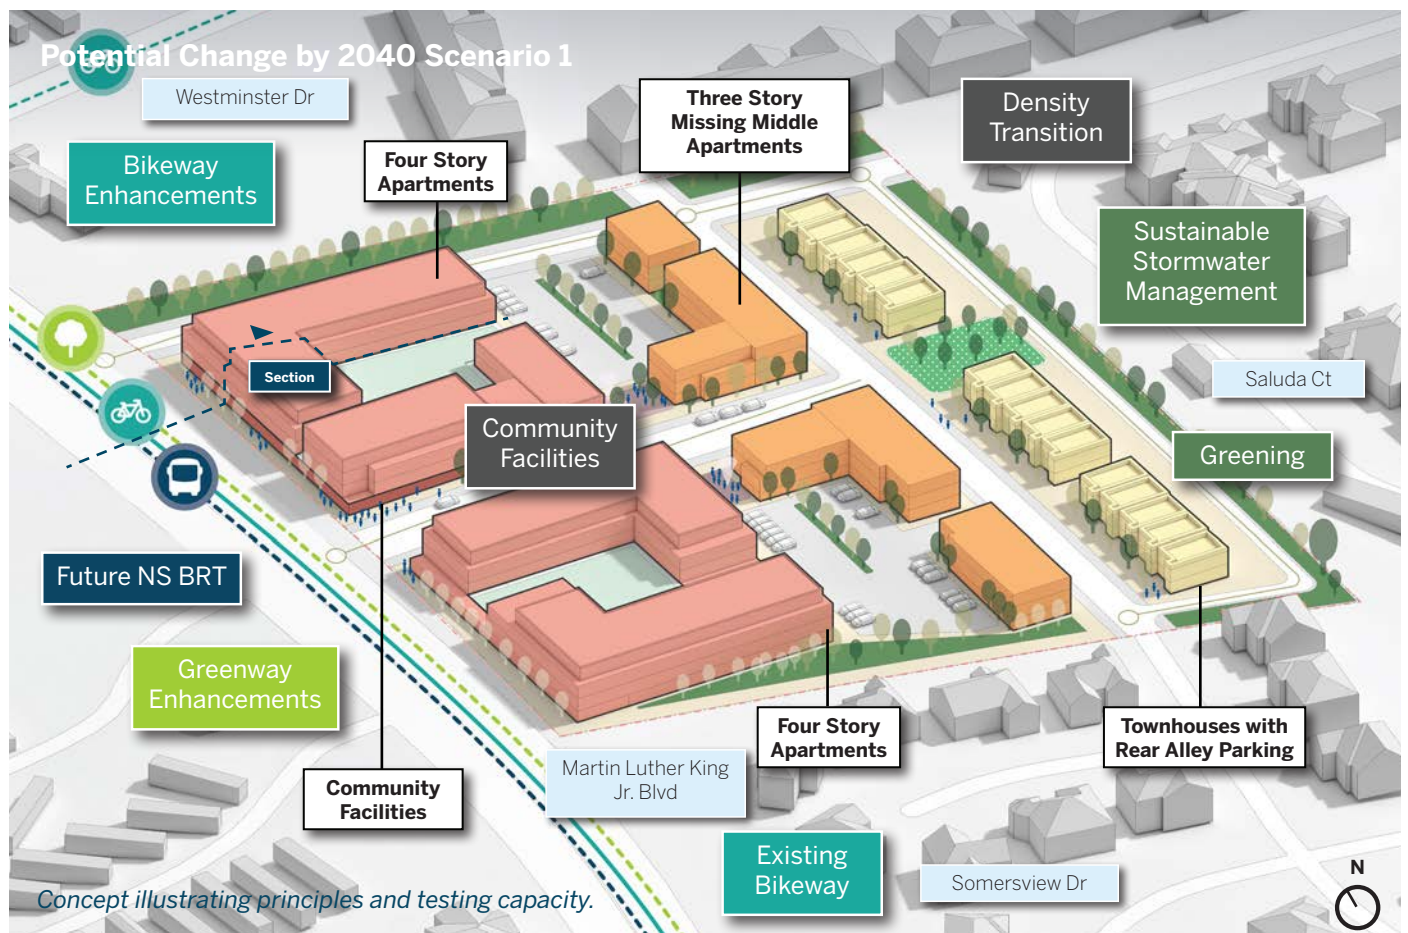 Potential Change by 2040 Scenario 1
Westminster Dr
Bikeway
Enhancements
Four Story
Apartments
Three Story
Missing Middle
Apartments
Density
Transition
Sustainable
Stormwater
Management
Section
Saluda Ct
Community
Facilities
Greening
Future NS BRT
Greenway
Enhancements
Four Story
Apartments
Townhouses with
Rear Alley Parking
Community
Facilities
Martin Luther King
Jr. Blvd
Existing
Bikeway
Somersview Dr
N
Concept illustrating principles and testing capacity.